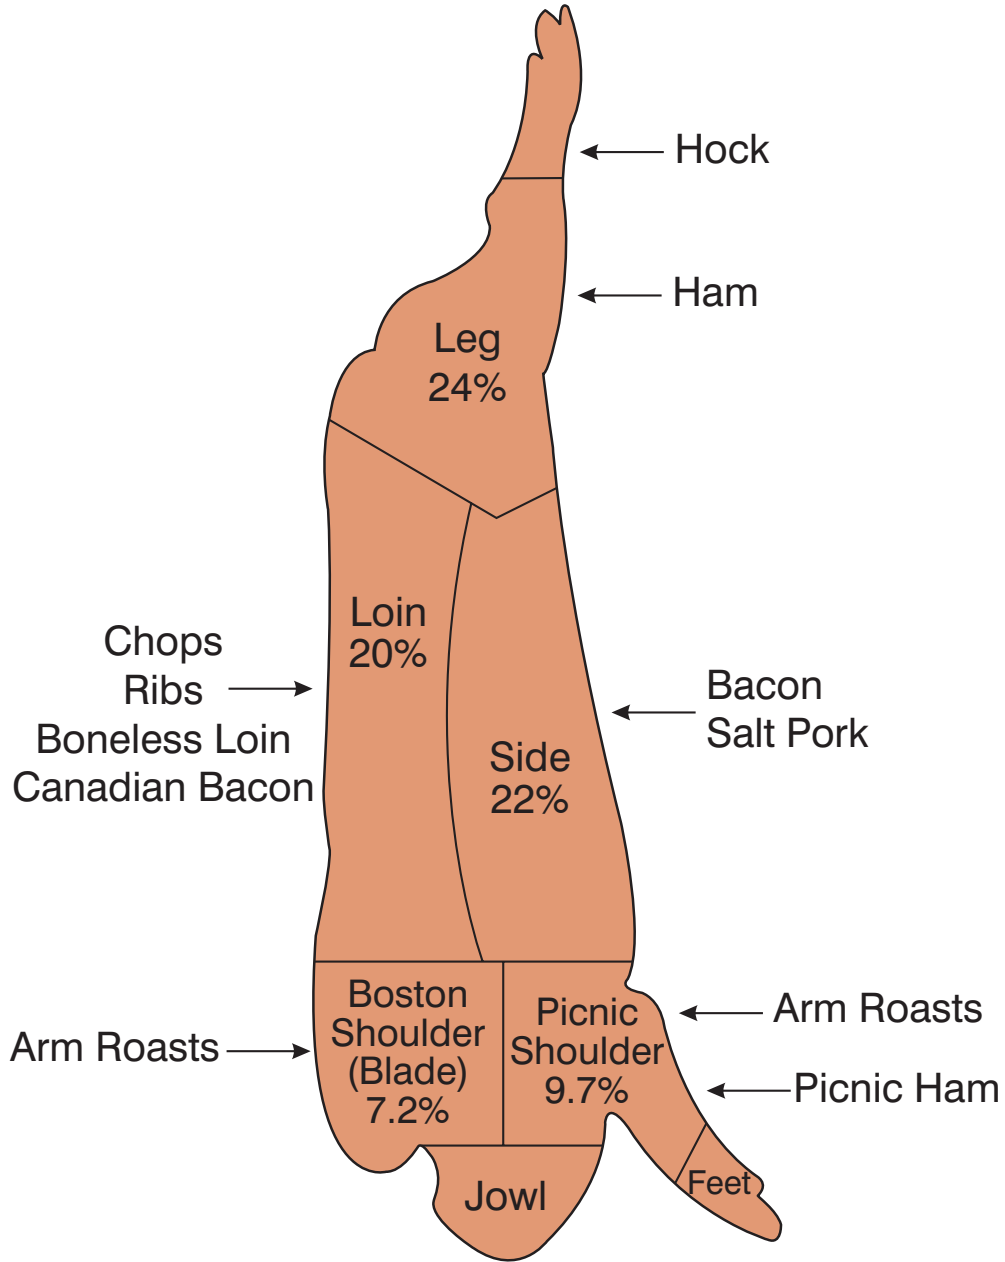 Hock
Ham
Leg
24%
Loin
20%
Chops
Ribs
Boneless Loin
Canadian Bacon
Bacon
Salt Pork
Side
22%
Boston
Shoulder
(Blade)
7.2%
Picnic
Shoulder
9.7%
Arm Roasts
Arm Roasts
Picnic Ham
Feet
Jowl